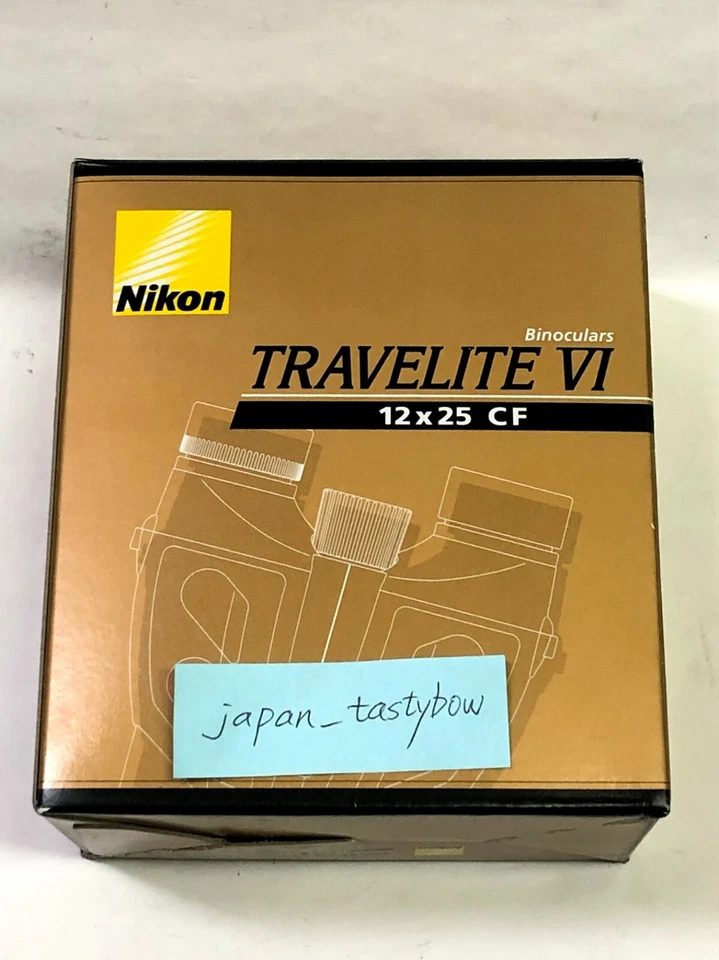 Nikon
Binoculars
TRAVELITE VI
12x25 CF
japan_tastybow